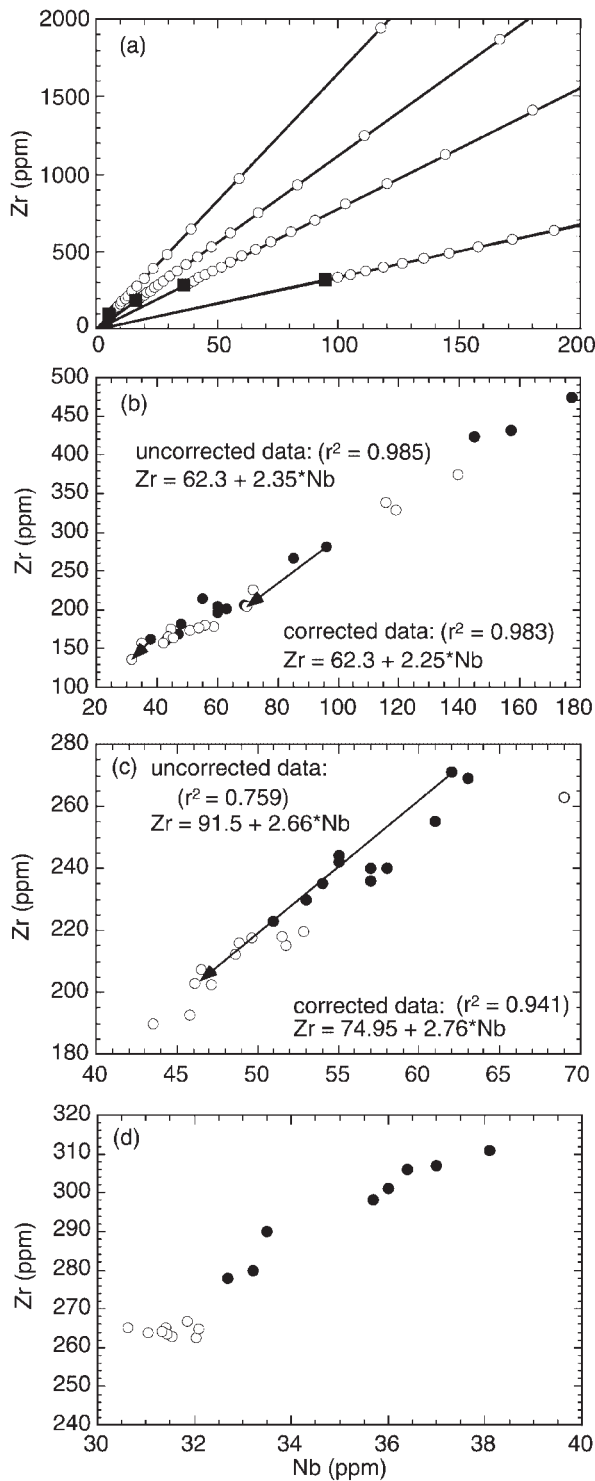 (a)
2000
1500
1000
500
0
Zr (ppm)
0 50 100 150 200
(b)
500
450
400
350
300
250
200
150
100
Zr (ppm)
uncorrected data: (r² = 0.985)
Zr = 62.3 + 2.35*Nb
corrected data: (r² = 0.983)
Zr = 62.3 + 2.25*Nb
20 40 60 80 100 120 140 160 180
280
260
240
220
200
180
Zr (ppm)
(c) uncorrected data:
(r² = 0.759)
Zr = 91.5 + 2.66*Nb
corrected data: (r² = 0.941)
Zr = 74.95 + 2.76*Nb
40 45 50 55 60 65 70
(d)
320
310
300
290
280
270
260
250
240
Zr (ppm)
30 32 34 36 38 40
Nb (ppm)